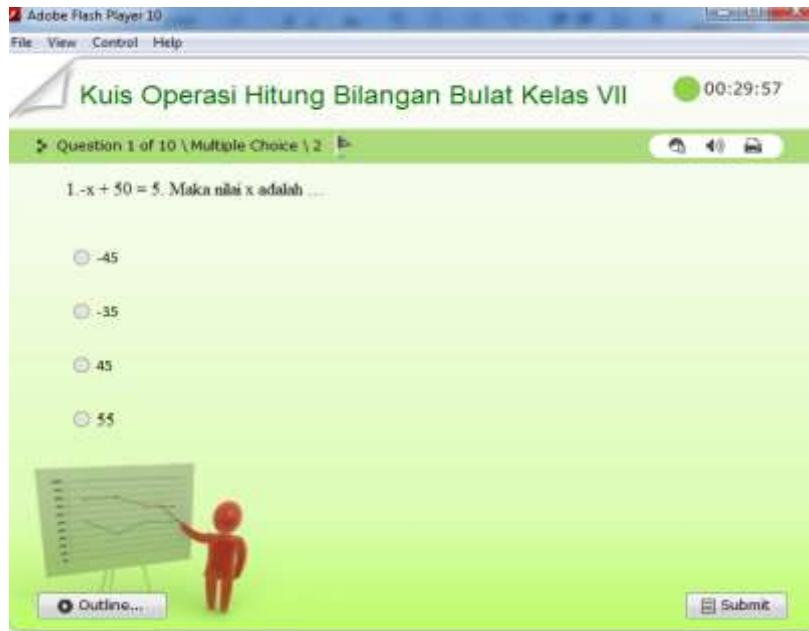 Adobe Flash Player 10
File View Control Help
Kuis Operasi Hitung Bilangan Bulat Kelas VII
00:29:57
Question 1 of 10 \ Multiple Choice \ 2
1.-x + 50 = 5. Maka nilai x adalah ...
-45
-35
45
55
Outline...
Submit